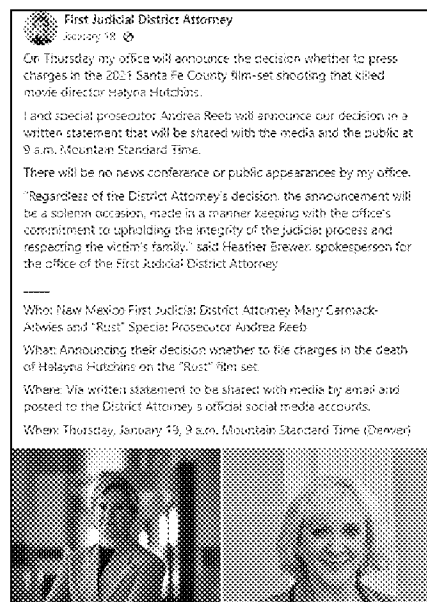 First Judicial District Attorney
January 18
On Thursday my office will announce the decision whether to press
charges in the 2021 Santa Fe County film-set shooting that killed
movie director Halyna Hutchins.
I and special prosecutor Andrea Reeb will announce our decision in a
written statement that will be shared with the media and the public at
9 a.m. Mountain Standard Time.
There will be no news conference or public appearances by my office.
"Regardless of the District Attorney's decision, the announcement will
be a solemn occasion, made in a manner keeping with the office's
commitment to upholding the integrity of the judicial process and
respecting the victim's family," said Heather Brewer, spokesperson for
the office of the First Judicial District Attorney
_____
Who: New Mexico First Judicial District Attorney Mary Carmack-
Altwies and "Rust" Special Prosecutor Andrea Reeb
What: Announcing their decision whether to file charges in the death
of Halayna Hutchins on the "Rust" film set.
Where: Via written statement to be shared with media by email and
posted to the District Attorney's official social media accounts.
When: Thursday, January 19, 9 a.m. Mountain Standard Time (Denver)